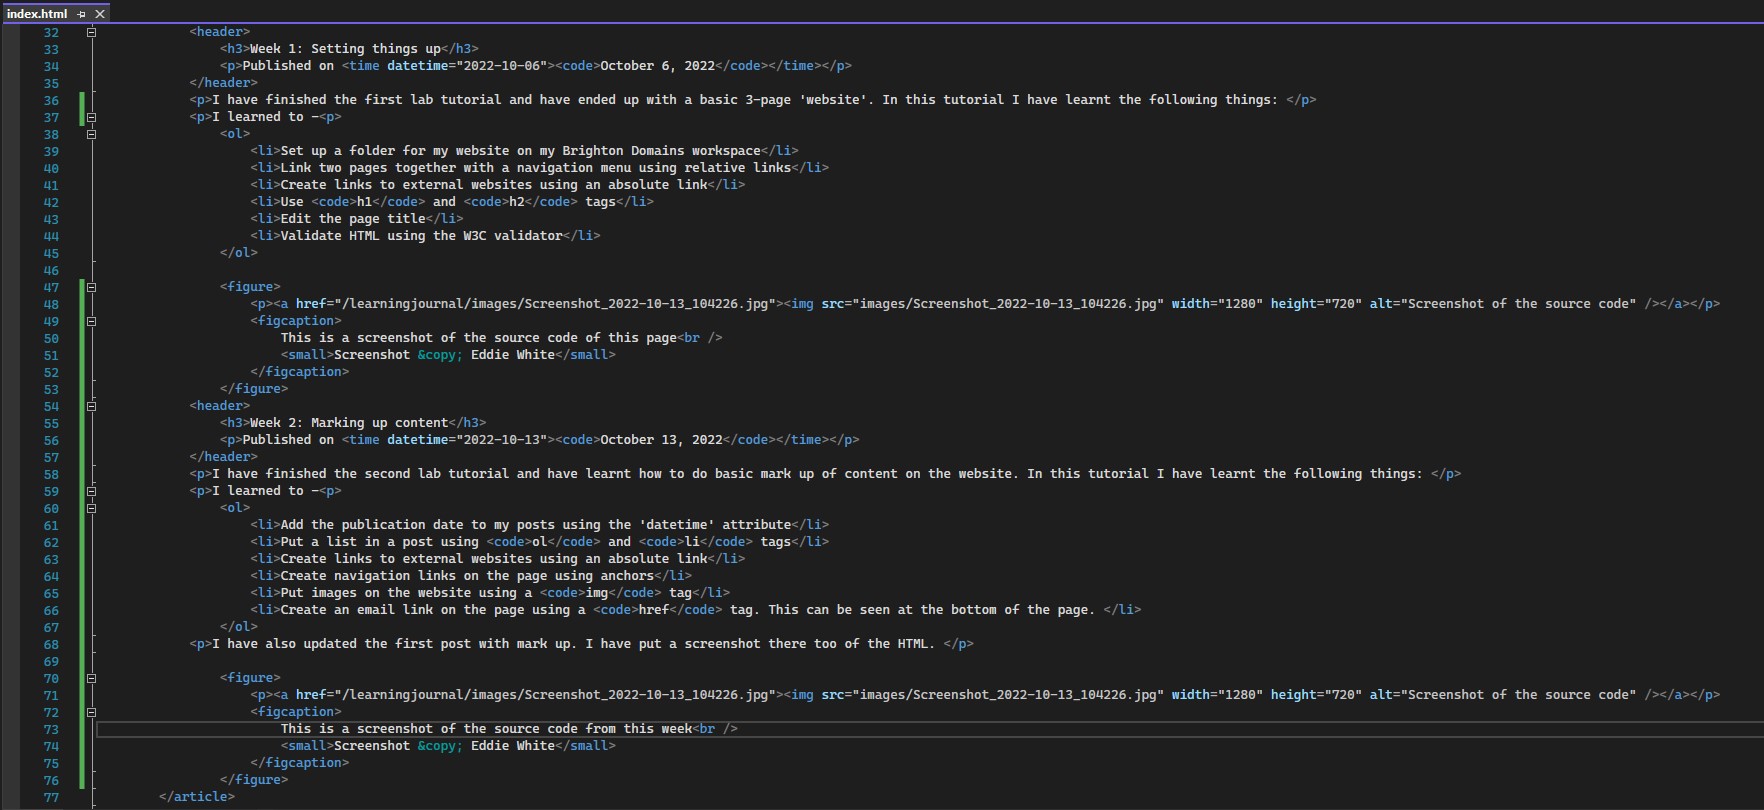 index.html
32 <header>
33 <h3>Week 1: Setting things up</h3>
34 <p>Published on <time datetime="2022-10-06"><code>October 6, 2022</code></time></p>
35 </header>
36 <p>I have finished the first lab tutorial and have ended up with a basic 3-page 'website'. In this tutorial I have learnt the following things: </p>
37 <p>I learned to -<p>
38 <ol>
39 <li>Set up a folder for my website on my Brighton Domains workspace</li>
40 <li>Link two pages together with a navigation menu using relative links</li>
41 <li>Create links to external websites using an absolute link</li>
42 <li>Use <code>h1</code> and <code>h2</code> tags</li>
43 <li>Edit the page title</li>
44 <li>Validate HTML using the W3C validator</li>
45 </ol>
46
47 <figure>
48 <p><a href="/learningjournal/images/Screenshot_2022-10-13_104226.jpg"><img src="images/Screenshot_2022-10-13_104226.jpg" width="1280" height="720" alt="Screenshot of the source code" /></a></p>
49 <figcaption>
50 This is a screenshot of the source code of this page<br />
51 <small>Screenshot &copy; Eddie White</small>
52 </figcaption>
53 </figure>
54 <header>
55 <h3>Week 2: Marking up content</h3>
56 <p>Published on <time datetime="2022-10-13"><code>October 13, 2022</code></time></p>
57 </header>
58 <p>I have finished the second lab tutorial and have learnt how to do basic mark up of content on the website. In this tutorial I have learnt the following things: </p>
59 <p>I learned to -<p>
60 <ol>
61 <li>Add the publication date to my posts using the 'datetime' attribute</li>
62 <li>Put a list in a post using <code>ol</code> and <code>li</code> tags</li>
63 <li>Create links to external websites using an absolute link</li>
64 <li>Create navigation links on the page using anchors</li>
65 <li>Put images on the website using a <code>img</code> tag</li>
66 <li>Create an email link on the page using a <code>href</code> tag. This can be seen at the bottom of the page. </li>
67 </ol>
68 <p>I have also updated the first post with mark up. I have put a screenshot there too of the HTML. </p>
69
70 <figure>
71 <p><a href="/learningjournal/images/Screenshot_2022-10-13_104226.jpg"><img src="images/Screenshot_2022-10-13_104226.jpg" width="1280" height="720" alt="Screenshot of the source code" /></a></p>
72 <figcaption>
73 This is a screenshot of the source code from this week<br />
74 <small>Screenshot &copy; Eddie White</small>
75 </figcaption>
76 </figure>
77 </article>